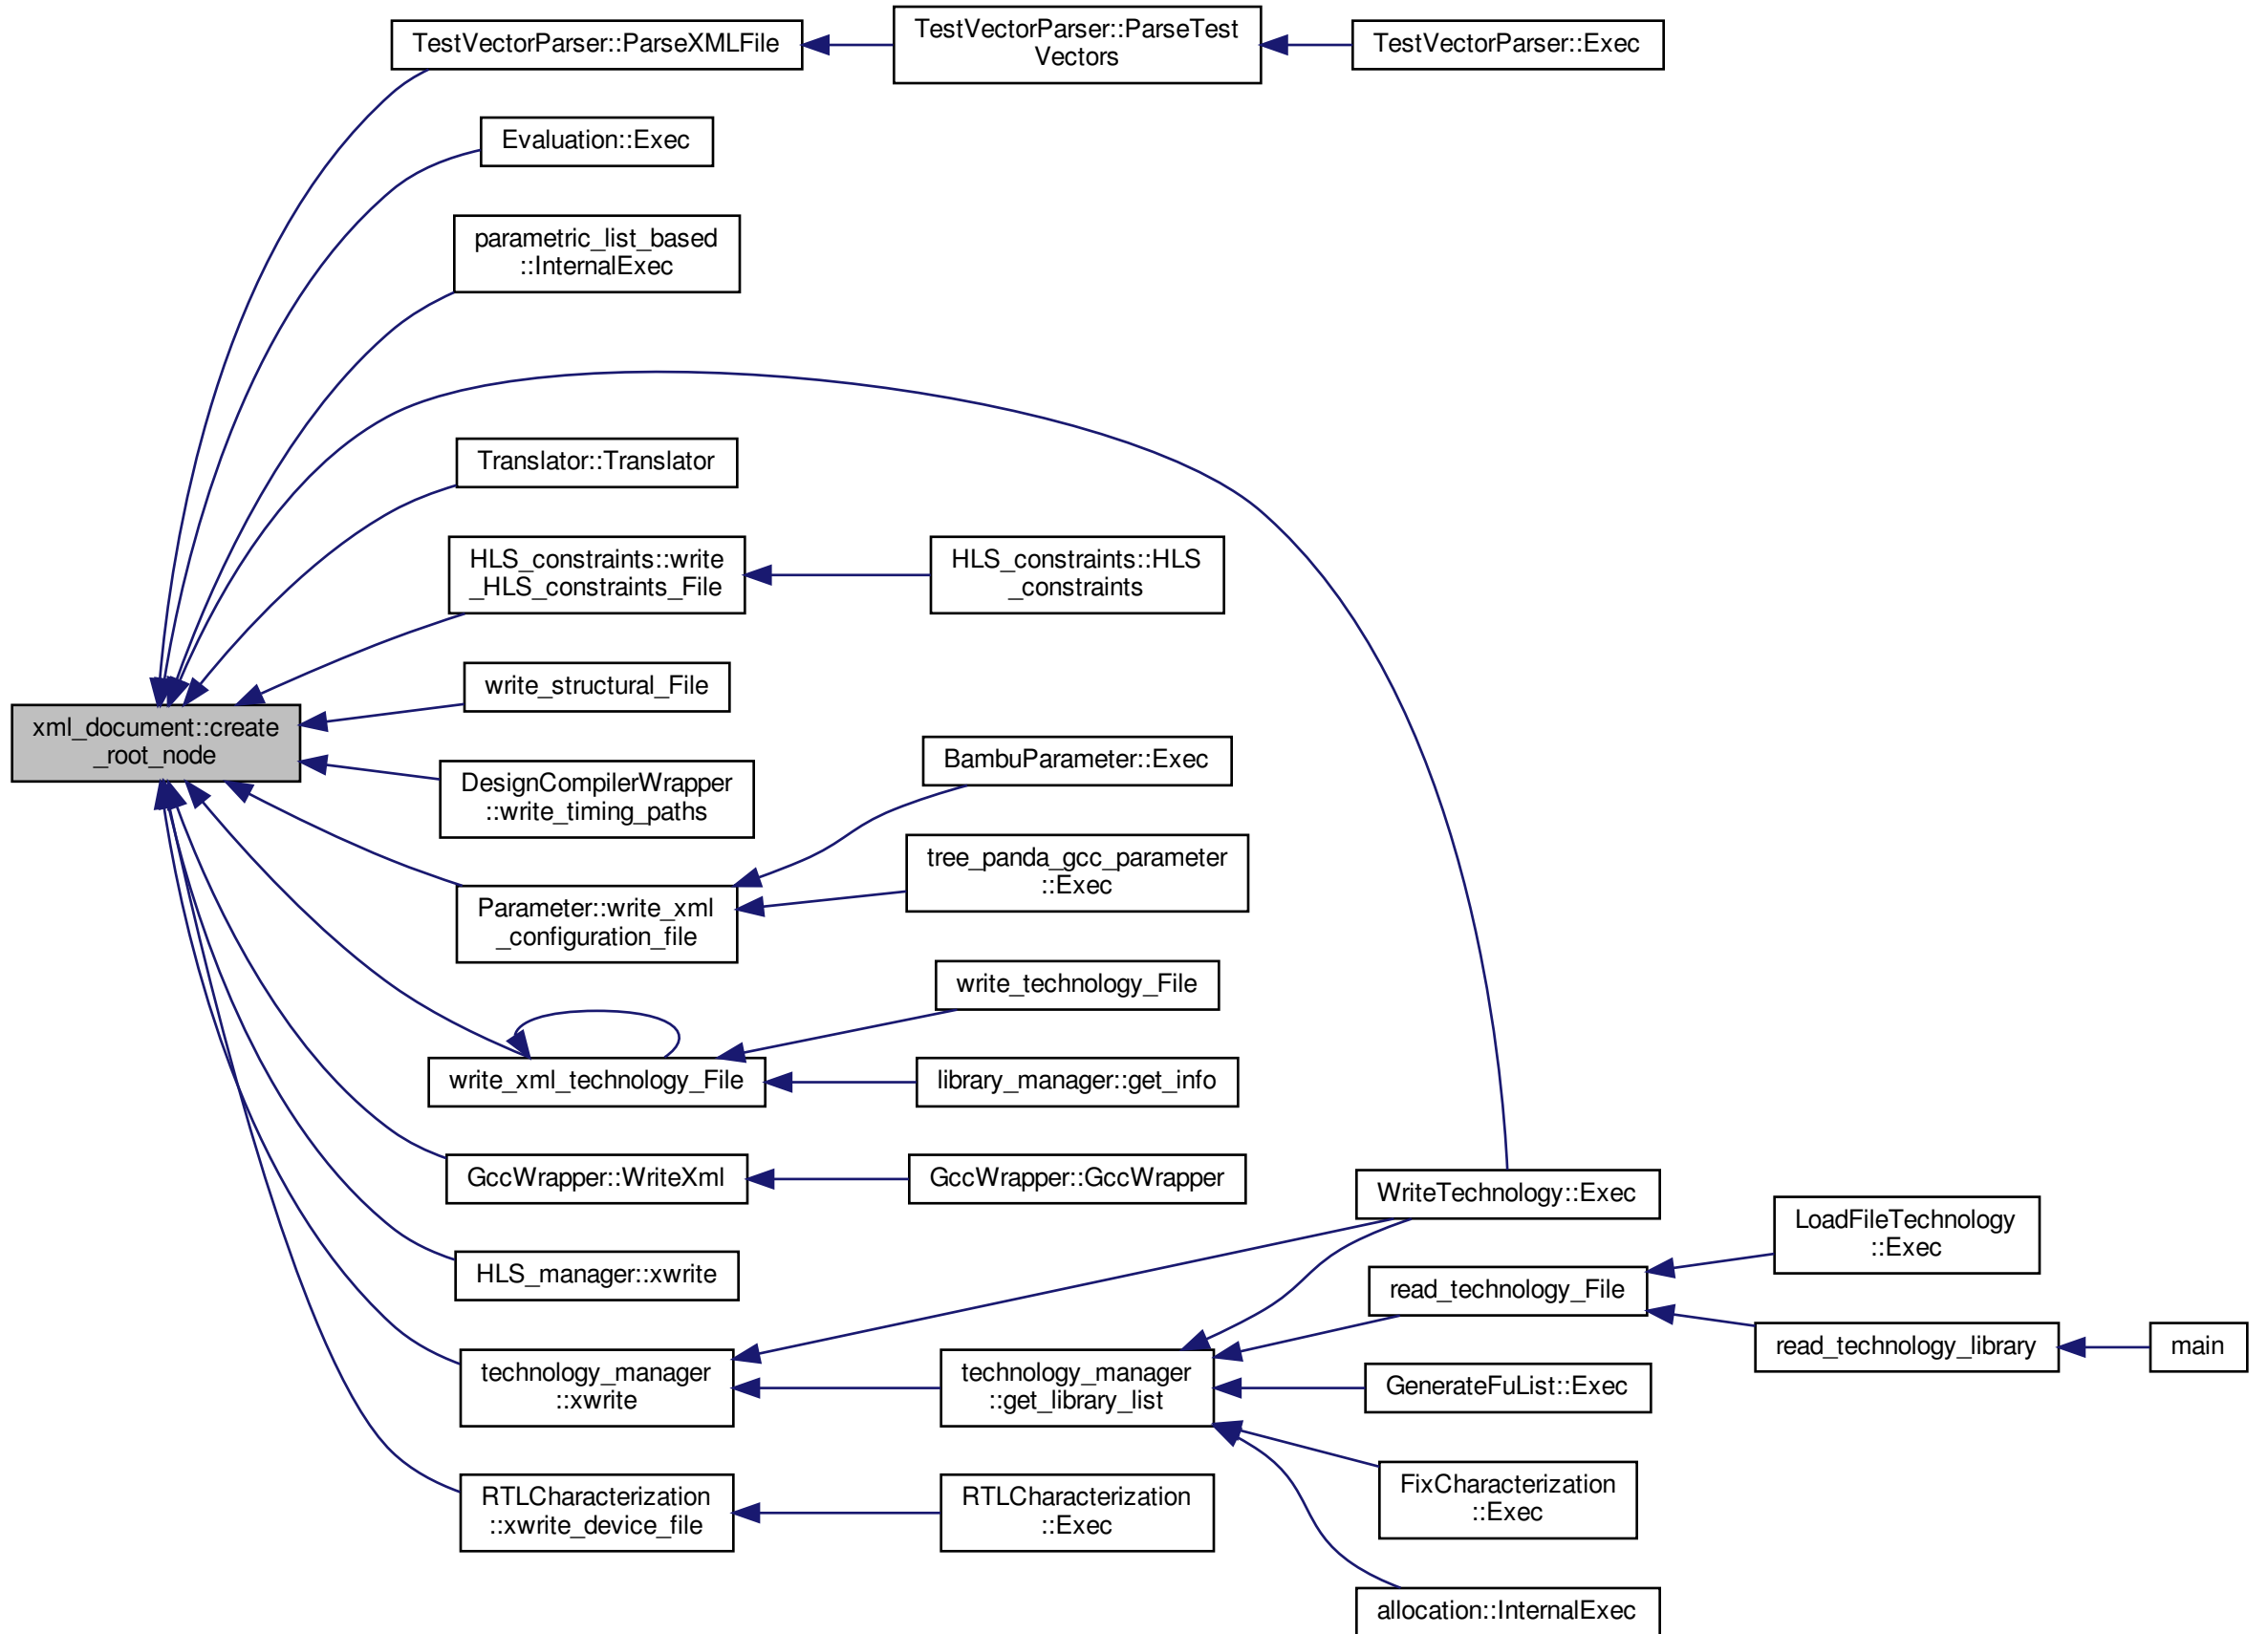 TestVectorParser::ParseXMLFile
TestVectorParser::ParseTest
Vectors
TestVectorParser::Exec
Evaluation::Exec
parametric_list_based
::InternalExec
Translator::Translator
HLS_constraints::write
_HLS_constraints_File
HLS_constraints::HLS
_constraints
write_structural_File
xml_document::create
_root_node
DesignCompilerWrapper
::write_timing_paths
BambuParameter::Exec
tree_panda_gcc_parameter
::Exec
Parameter::write_xml
_configuration_file
write_technology_File
write_xml_technology_File
library_manager::get_info
GccWrapper::WriteXml
GccWrapper::GccWrapper
WriteTechnology::Exec
LoadFileTechnology
::Exec
HLS_manager::xwrite
read_technology_File
read_technology_library
main
technology_manager
::xwrite
technology_manager
::get_library_list
GenerateFuList::Exec
RTLCharacterization
::xwrite_device_file
RTLCharacterization
::Exec
FixCharacterization
::Exec
allocation::InternalExec